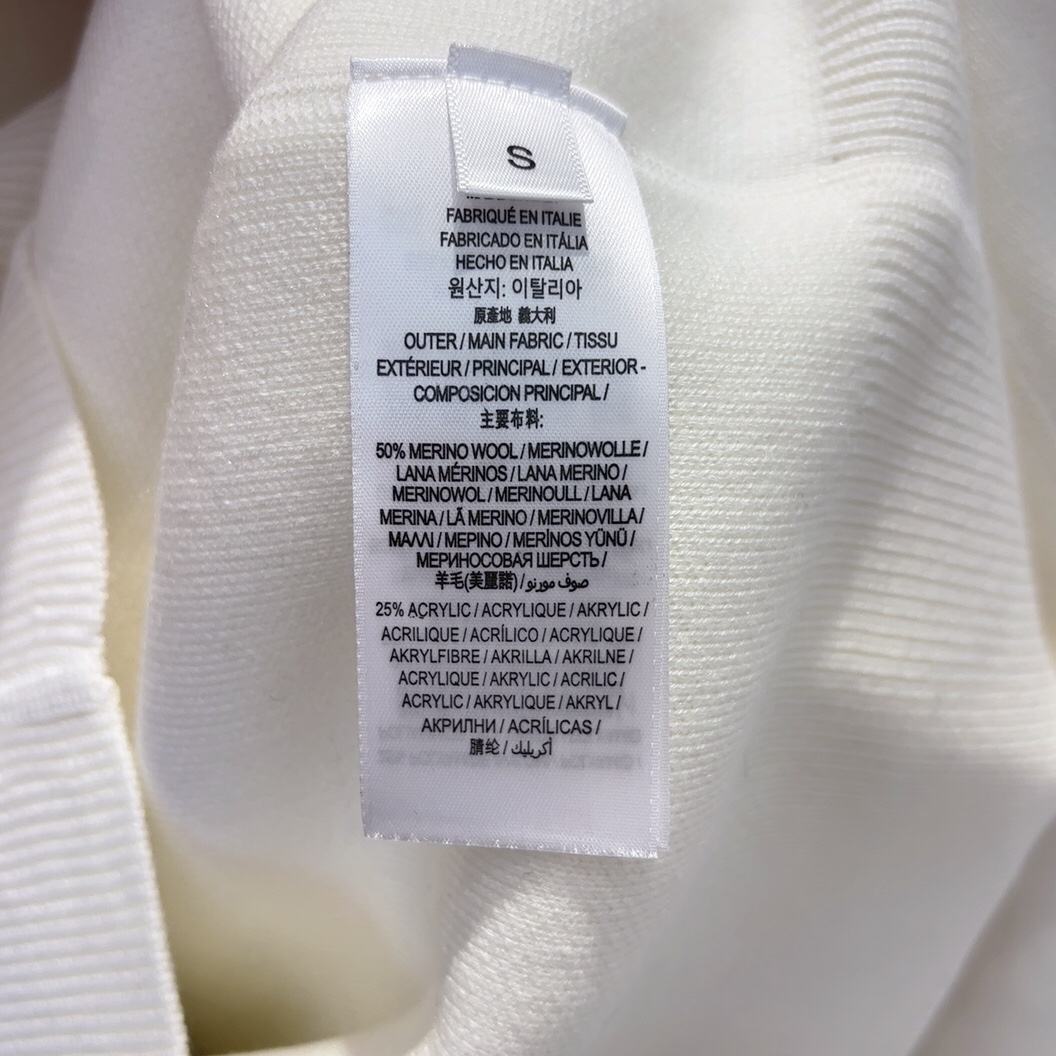 S
FABRIQUÉ EN ITALIE
FABRICADO EN ITÁLIA
HECHO EN ITALIA
원산지: 이탈리아
原產地 義大利
OUTER / MAIN FABRIC / TISSU
EXTÉRIEUR / PRINCIPAL / EXTERIOR -
COMPOSICION PRINCIPAL /
主要布料:
50% MERINO WOOL / MERINOWOLLE /
LANA MÉRINOS / LANA MERINO /
MERINOWOL / MERINOULL / LANA
MERINA / LÃ MERINO / MERINOVILLA /
ΜΑΛΛΙ / ΜΕΡΙΝΟ / MERİNOS YÜNÜ /
МЕРИНОСОВАЯ ШЕРСТЬ /
羊毛(美麗諾) / صوف مورنو
25% ACRYLIC / ACRYLIQUE / AKRYLIC /
ACRILIQUE / ACRÍLICO / ACRYLIQUE /
AKRYLFIBRE / AKRILLA / AKRILNE /
ACRYLIQUE / AKRYLIC / ACRILIC /
ACRYLIC / AKRYLIQUE / AKRYL /
АКРИЛНИ / ACRÍLICAS /
腈纶 / أكريليك